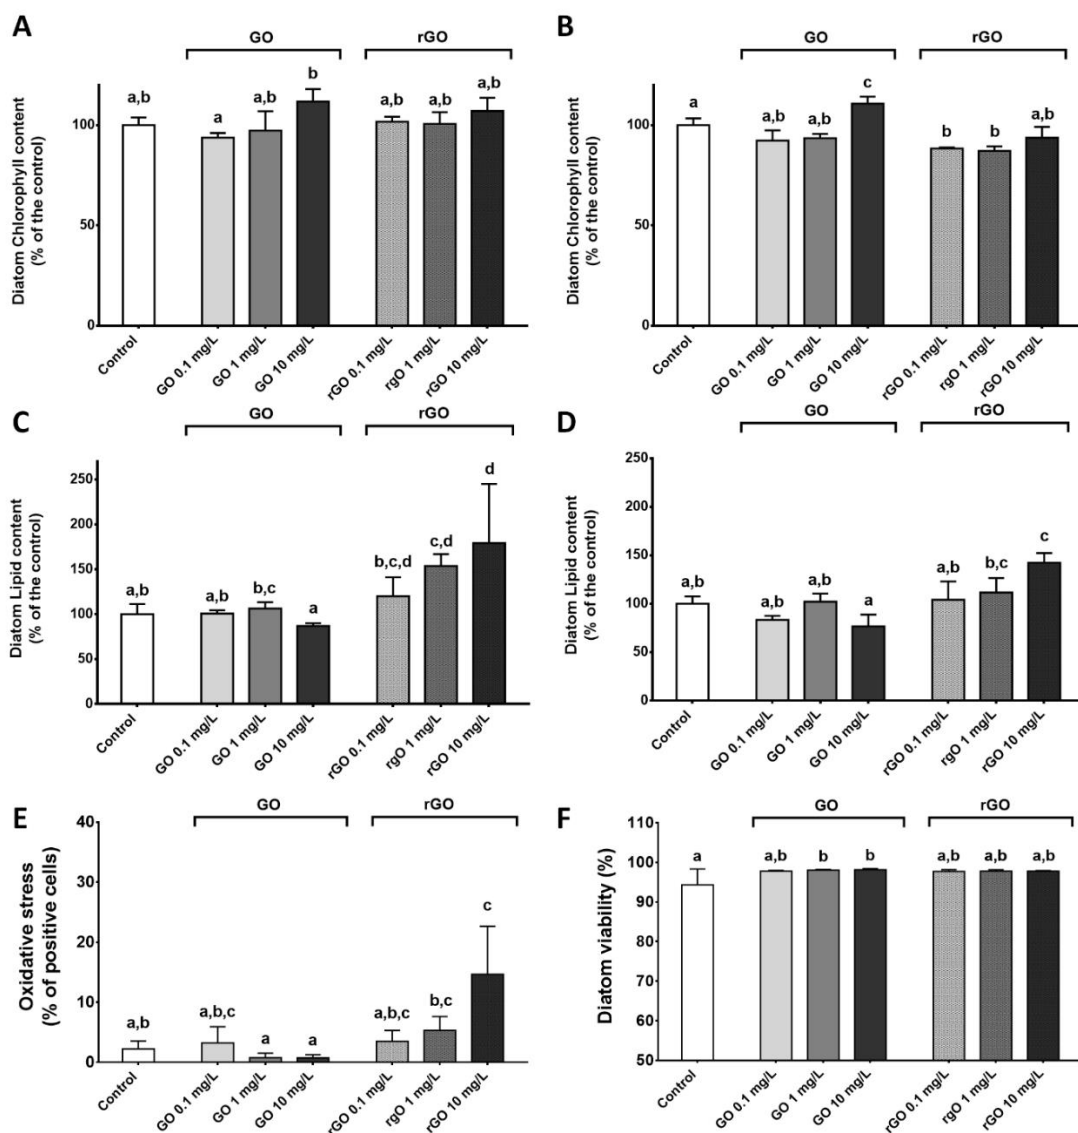 A
GO
rGO
a,b
a
a,b
b
a,b
a,b
a,b
Diatom Chlorophyll content
(% of the control)
100
50
0
Control
GO 0.1 mg/L
GO 1 mg/L
GO 10 mg/L
rGO 0.1 mg/L
rgO 1 mg/L
rGO 10 mg/L
B
GO
rGO
a
a,b
a,b
c
b
b
a,b
Diatom Chlorophyll content
(% of the control)
100
50
0
Control
GO 0.1 mg/L
GO 1 mg/L
GO 10 mg/L
rGO 0.1 mg/L
rgO 1 mg/L
rGO 10 mg/L
C
GO
rGO
a,b
a,b
b,c
a
b,c,d
c,d
d
Diatom Lipid content
(% of the control)
250
200
150
100
50
0
Control
GO 0.1 mg/L
GO 1 mg/L
GO 10 mg/L
rGO 0.1 mg/L
rgO 1 mg/L
rGO 10 mg/L
D
GO
rGO
a,b
a,b
a,b
a
a,b
b,c
c
Diatom Lipid content
(% of the control)
250
200
150
100
50
0
Control
GO 0.1 mg/L
GO 1 mg/L
GO 10 mg/L
rGO 0.1 mg/L
rgO 1 mg/L
rGO 10 mg/L
E
GO
rGO
a,b
a,b,c
a
a
a,b,c
b,c
c
Oxidative stress
(% of positive cells)
40
30
20
10
0
Control
GO 0.1 mg/L
GO 1 mg/L
GO 10 mg/L
rGO 0.1 mg/L
rgO 1 mg/L
rGO 10 mg/L
F
GO
rGO
a
a,b
b
b
a,b
a,b
a,b
Diatom viability (%)
110
100
90
80
70
60
50
Control
GO 0.1 mg/L
GO 1 mg/L
GO 10 mg/L
rGO 0.1 mg/L
rgO 1 mg/L
rGO 10 mg/L